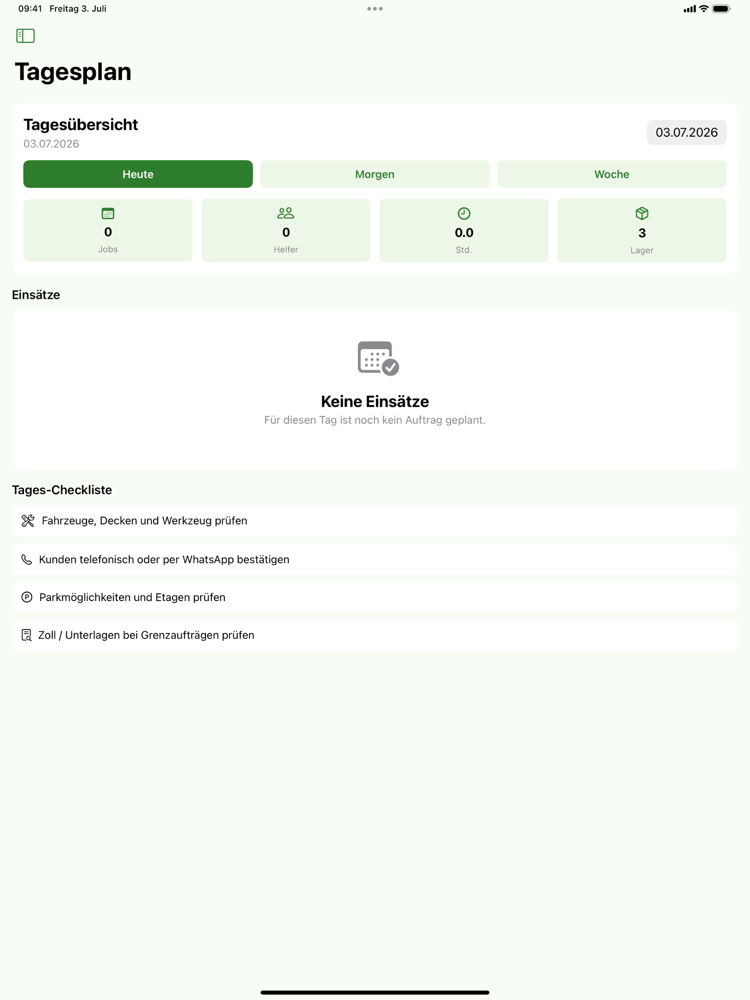 09:41 Freitag 3. Juli
Tagesplan
Tagesübersicht
03.07.2026
03.07.2026
Heute
Morgen
Woche
0
Jobs
0
Helfer
0.0
Std.
3
Lager
Einsätze
Keine Einsätze
Für diesen Tag ist noch kein Auftrag geplant.
Tages-Checkliste
Fahrzeuge, Decken und Werkzeug prüfen
Kunden telefonisch oder per WhatsApp bestätigen
P Parkmöglichkeiten und Etagen prüfen
Zoll / Unterlagen bei Grenzaufträgen prüfen